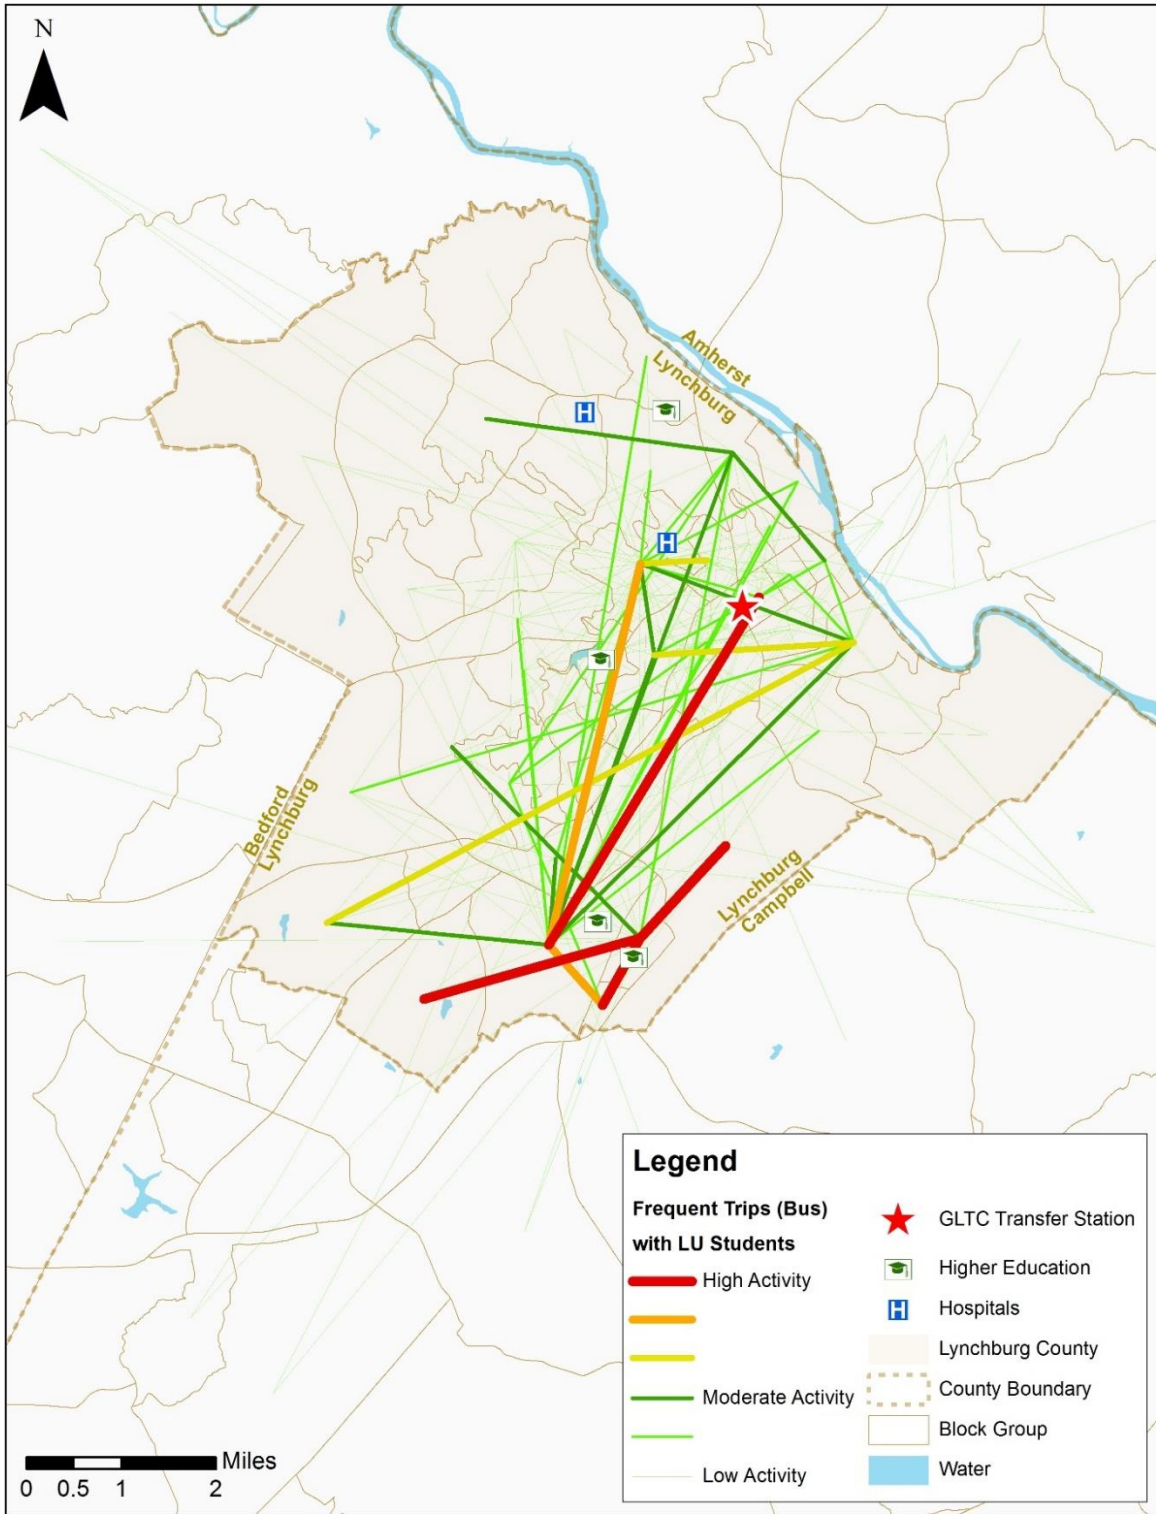 N
Amherst
Lynchburg
Bedford
Lynchburg
Lynchburg
Campbell
H
H
Legend
Frequent Trips (Bus)
with LU Students
High Activity
Moderate Activity
Low Activity
GLTC Transfer Station
Higher Education
H Hospitals
Lynchburg County
County Boundary
Block Group
Water
Miles
0 0.5 1 2